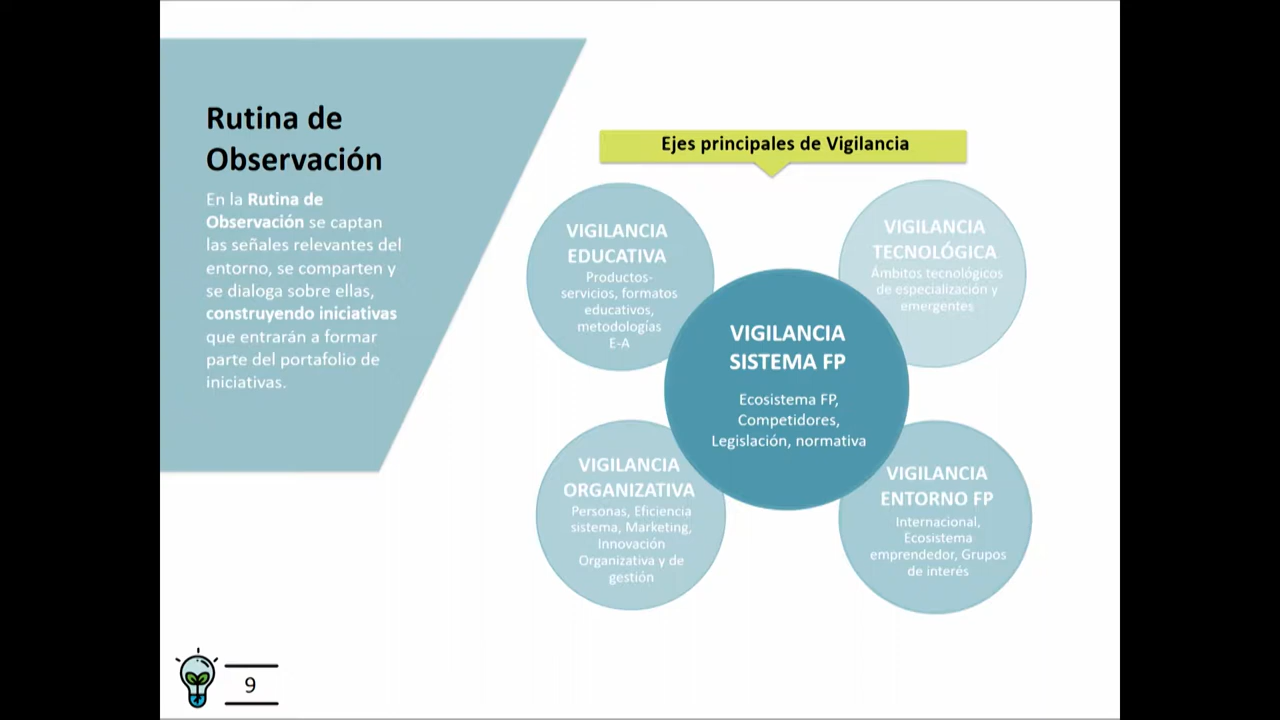 Rutina de
Observación
En la Rutina de
Observación se captan
las señales relevantes del
entorno, se comparten y
se dialoga sobre ellas,
construyendo iniciativas
que entrarán a formar
parte del portafolio de
iniciativas.
Ejes principales de Vigilancia
VIGILANCIA
EDUCATIVA
Productos-
servicios, formatos
educativos,
metodologías
E-A
VIGILANCIA
TECNOLÓGICA
Ámbitos tecnológicos
de especialización y
emergentes
VIGILANCIA
SISTEMA FP
Ecosistema FP,
Competidores,
Legislación, normativa
VIGILANCIA
ORGANIZATIVA
Personas, Eficiencia
sistema, Marketing,
Innovación
Organizativa y de
gestión
VIGILANCIA
ENTORNO FP
Internacional,
Ecosistema
emprendedor, Grupos
de interés
9